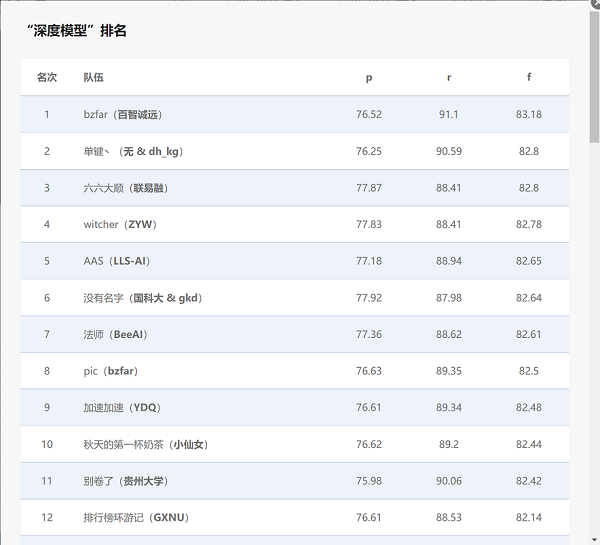 “深度模型”排名
名次 队伍 p r f
1 bzfar（百智诚远） 76.52 91.1 83.18
2 单键丶（无 & dh_kg） 76.25 90.59 82.8
3 六六大顺（联易融） 77.87 88.41 82.8
4 witcher（ZYW） 77.83 88.41 82.78
5 AAS（LLS-AI） 77.18 88.94 82.65
6 没有名字（国科大 & gkd） 77.92 87.98 82.64
7 法师（BeeAI） 77.36 88.62 82.61
8 pic（bzfar） 76.63 89.35 82.5
9 加速加速（YDQ） 76.61 89.34 82.48
10 秋天的第一杯奶茶（小仙女） 76.62 89.2 82.44
11 别卷了（贵州大学） 75.98 90.06 82.42
12 排行榜环游记（GXNU） 76.61 88.53 82.14